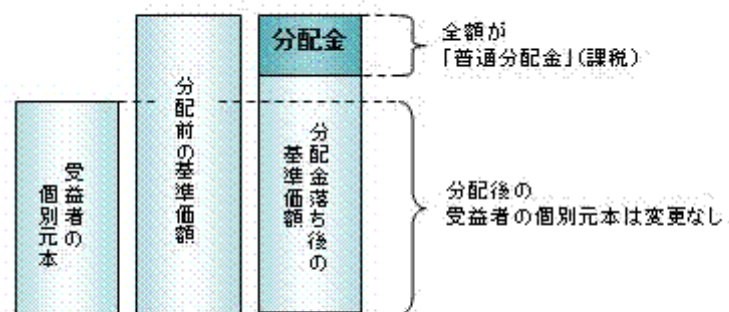 受益者の
個別元本
分配前の基準価額
分配金
分配金落ち後の
基準価額
全額が
「普通分配金」(課税)
分配後の
受益者の個別元本は変更なし